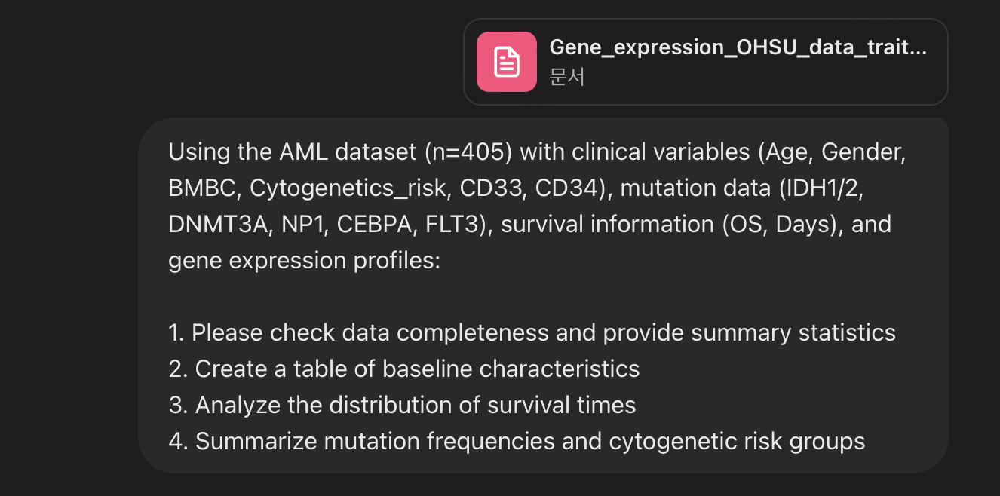 Gene_expression_OHSU_data_trait...
문서
Using the AML dataset (n=405) with clinical variables (Age, Gender,
BMBC, Cytogenetics_risk, CD33, CD34), mutation data (IDH1/2,
DNMT3A, NP1, CEBPA, FLT3), survival information (OS, Days), and
gene expression profiles:
1. Please check data completeness and provide summary statistics
2. Create a table of baseline characteristics
3. Analyze the distribution of survival times
4. Summarize mutation frequencies and cytogenetic risk groups